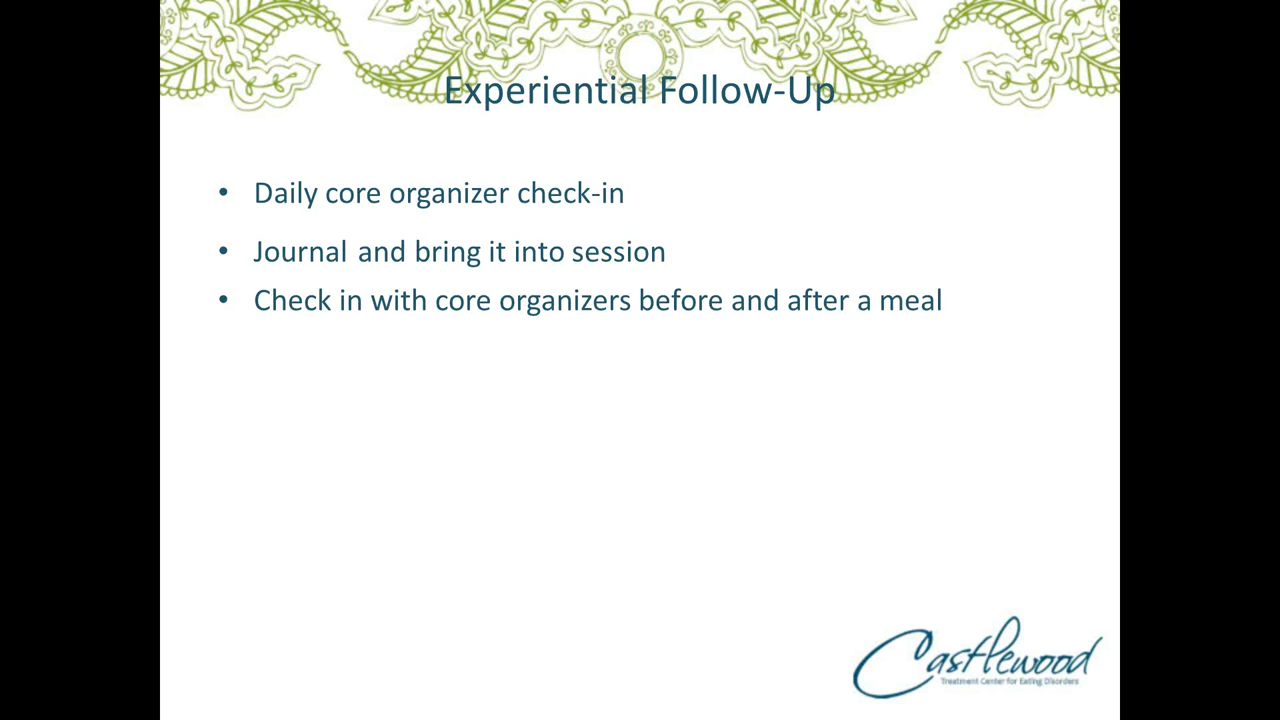 Experiential Follow-Up
• Daily core organizer check-in
• Journal and bring it into session
• Check in with core organizers before and after a meal
Castlewood
Treatment Center for Eating Disorders